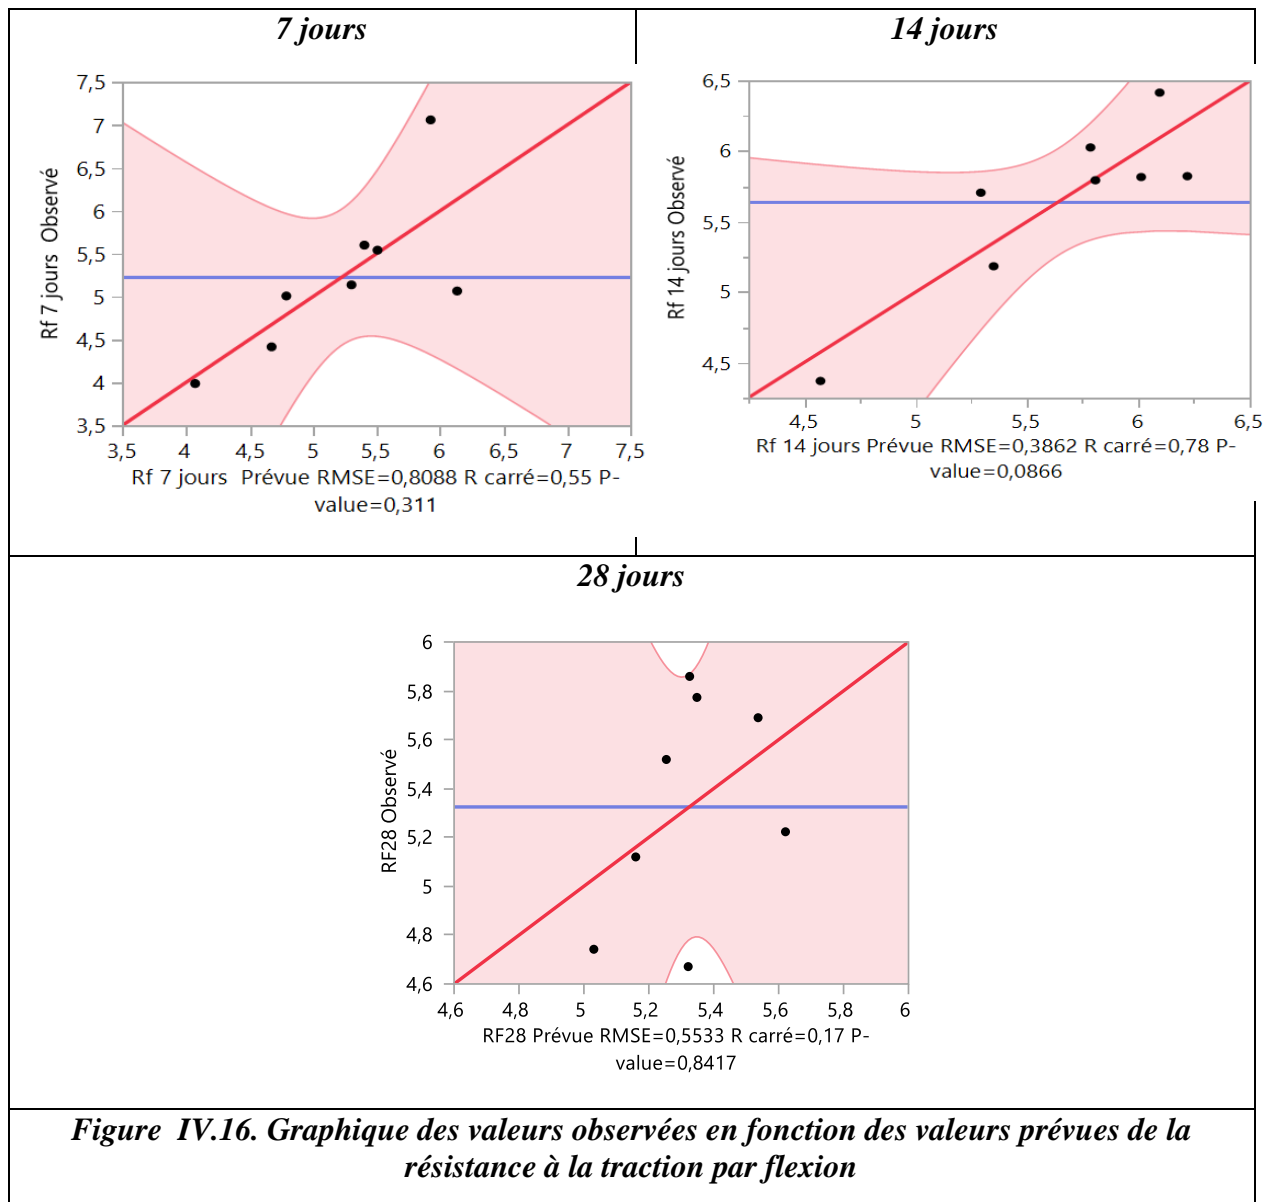 7 jours
7,5
7
6,5
6
5,5
5
4,5
4
3,5
Rf 7 jours Observé
3,5 4 4,5 5 5,5 6 6,5 7 7,5
Rf 7 jours Prévue RMSE=0,8088 R carré=0,55 P-
value=0,311
14 jours
6,5
6
5,5
5
4,5
Rf 14 jours Observé
4,5 5 5,5 6 6,5
Rf 14 jours Prévue RMSE=0,3862 R carré=0,78 P-
value=0,0866
28 jours
6
5,8
5,6
5,4
5,2
5
4,8
4,6
RF28 Observé
4,6 4,8 5 5,2 5,4 5,6 5,8 6
RF28 Prévue RMSE=0,5533 R carré=0,17 P-
value=0,8417
Figure IV.16. Graphique des valeurs observées en fonction des valeurs prévues de la
résistance à la traction par flexion